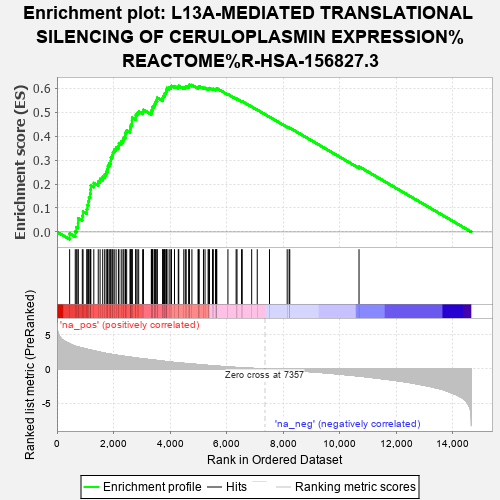 Enrichment plot: L13A-MEDIATED TRANSLATIONAL
SILENCING OF CERULOPLASMIN EXPRESSION%
REACTOME%R-HSA-156827.3
Enrichment score (ES)
0.6
0.5
0.4
0.3
0.2
0.1
0.0
'na_pos' (positively correlated)
Ranked list metric (PreRanked)
5
0
-5
Zero cross at 7357
'na_neg' (negatively correlated)
0
2,000
4,000
6,000
8,000
10,000
12,000
14,000
Rank in Ordered Dataset
Enrichment profile
Hits
Ranking metric scores